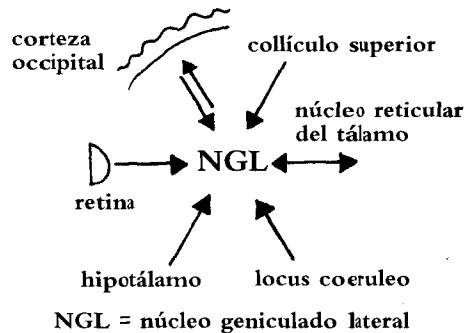 corteza
occipital
collículo superior
núcleo reticular
del tálamo
NGL
retina
hipotálamo
locus coeruleo
NGL = núcleo geniculado lateral